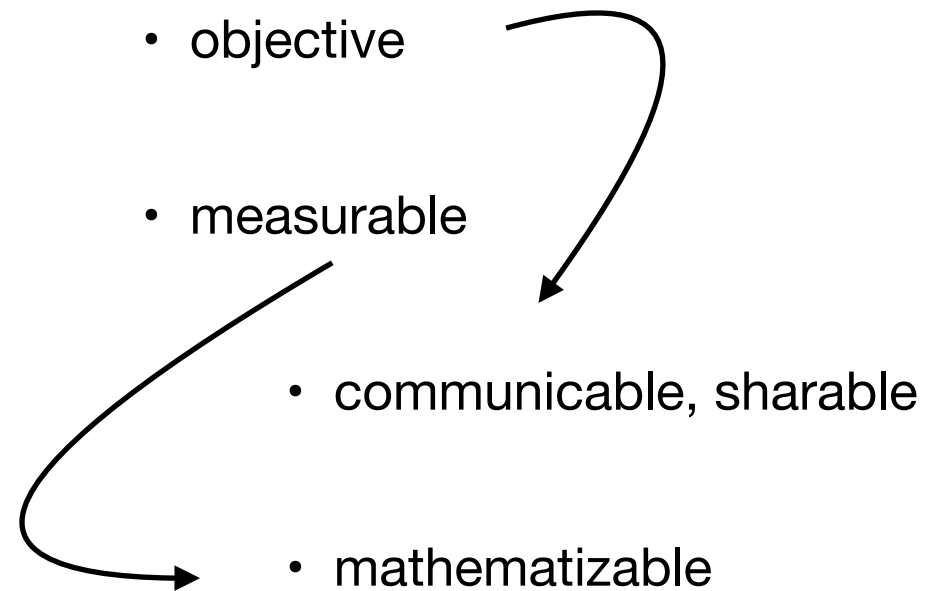 • objective
• measurable
• communicable, sharable
• mathematizable